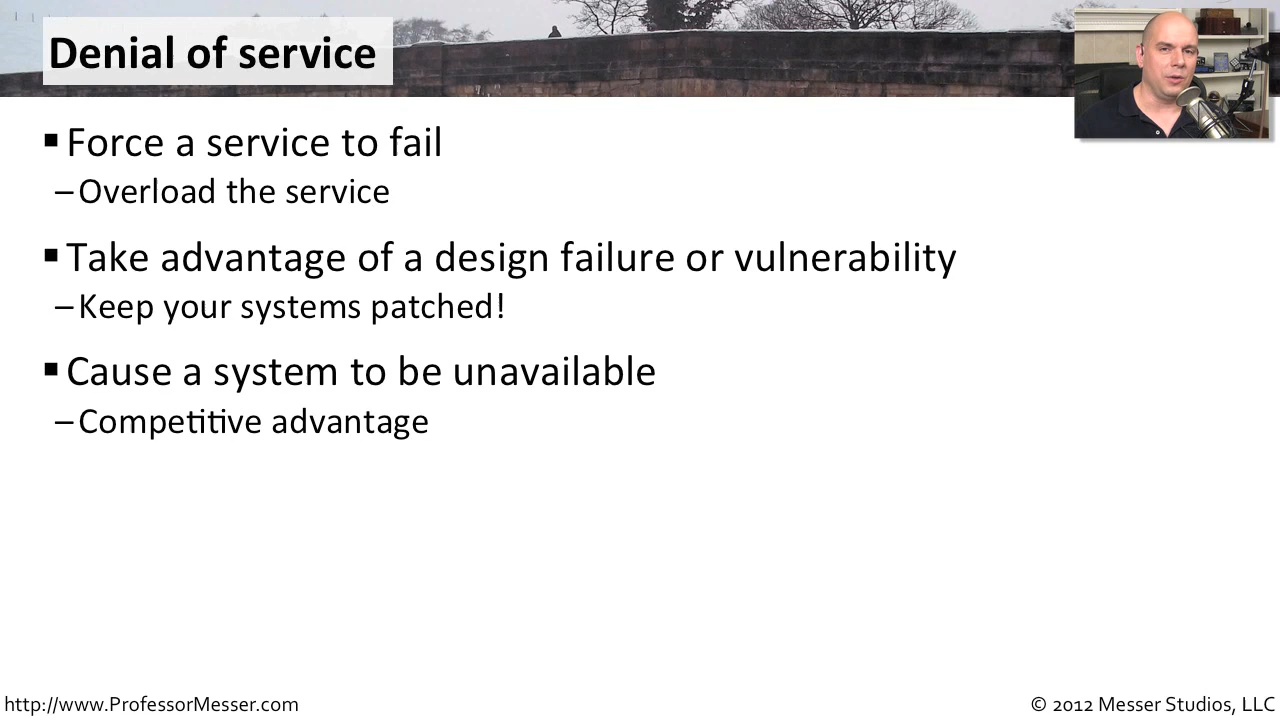 Denial of service
▪ Force a service to fail
– Overload the service
▪ Take advantage of a design failure or vulnerability
– Keep your systems patched!
▪ Cause a system to be unavailable
– Competitive advantage
http://www.ProfessorMesser.com
© 2012 Messer Studios, LLC